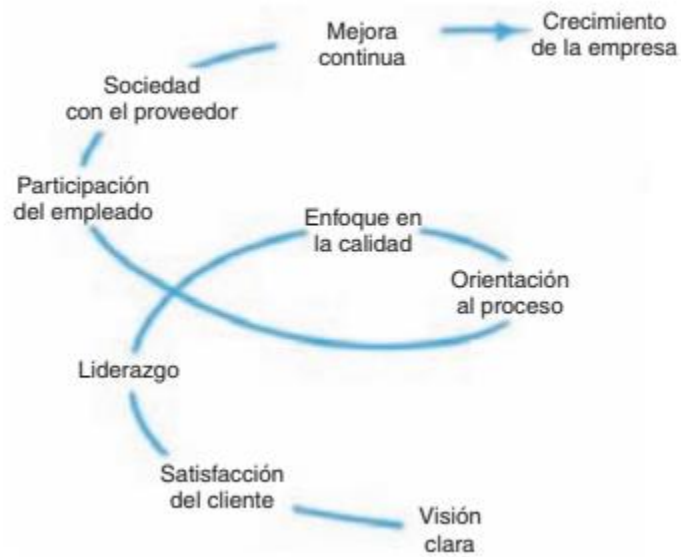 Mejora
continua
Crecimiento
de la empresa
Sociedad
con el proveedor
Participación
del empleado
Enfoque en
la calidad
Orientación
al proceso
Liderazgo
Satisfacción
del cliente
Visión
clara